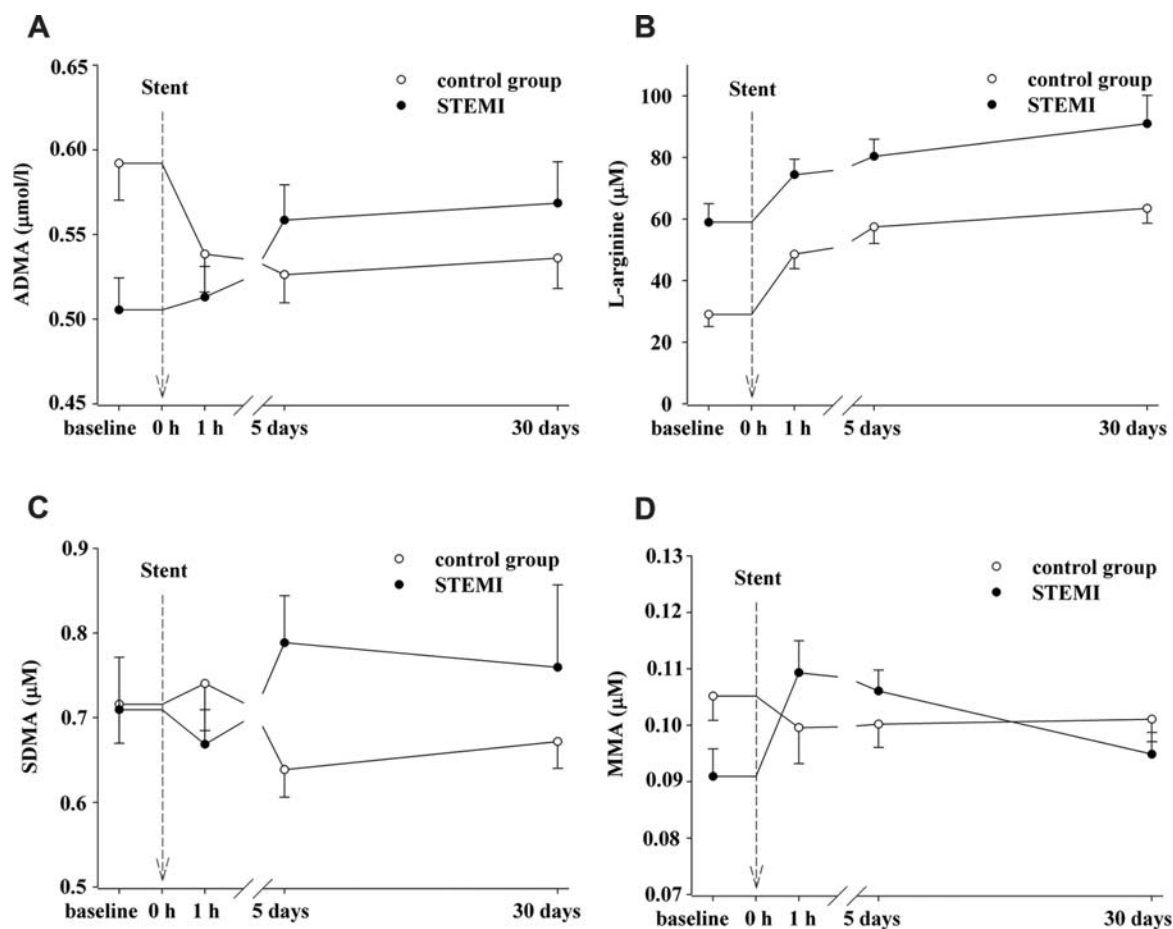 A
0.65
0.60
0.55
0.50
0.45
ADMA (μmol/l)
Stent
control group
STEMI
baseline 0 h 1 h 5 days 30 days
B
100
80
60
40
20
0
L-arginine (μM)
Stent
control group
STEMI
baseline 0 h 1 h 5 days 30 days
C
0.9
0.8
0.7
0.6
0.5
SDMA (μM)
Stent
control group
STEMI
baseline 0 h 1 h 5 days 30 days
D
0.13
0.12
0.11
0.10
0.09
0.08
0.07
MMA (μM)
Stent
control group
STEMI
baseline 0 h 1 h 5 days 30 days